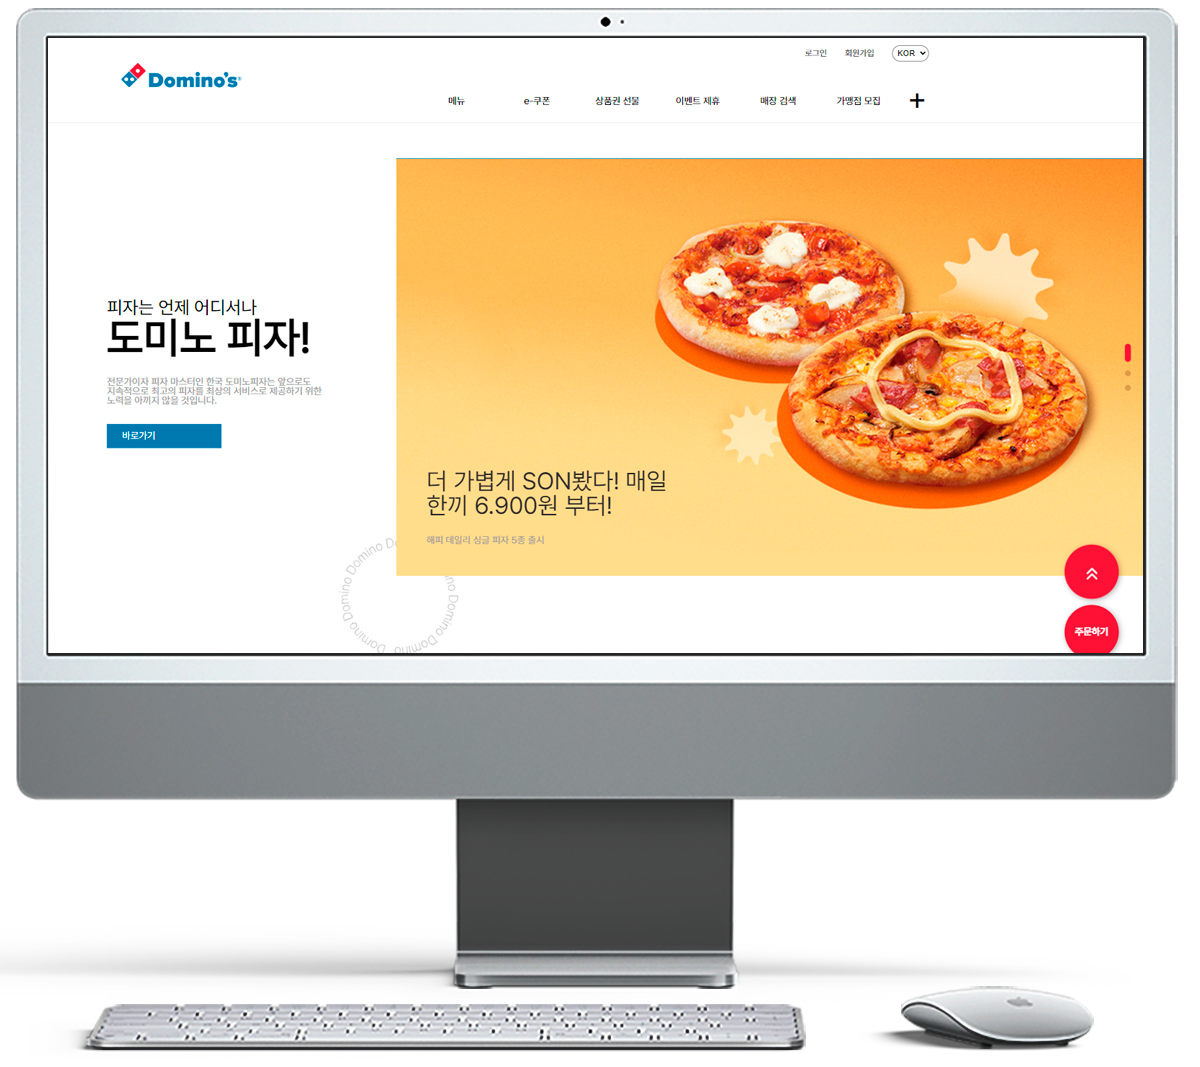 로그인 회원가입 KOR
Domino's®
메뉴 e-쿠폰 상품권 선물 이벤트 제휴 매장 검색 가맹점 모집 +
피자는 언제 어디서나
도미노 피자!
전문가이자 피자 마스터인 한국 도미노피자는 앞으로도
지속적으로 최고의 피자를 최상의 서비스로 제공하기 위한
노력을 아끼지 않을 것입니다.
바로가기
더 가볍게 SON봤다! 매일
한끼 6.900원 부터!
해피 데일리 싱글 피자 5종 출시
Domino Domino Domino Domino Domino Domino
주문하기